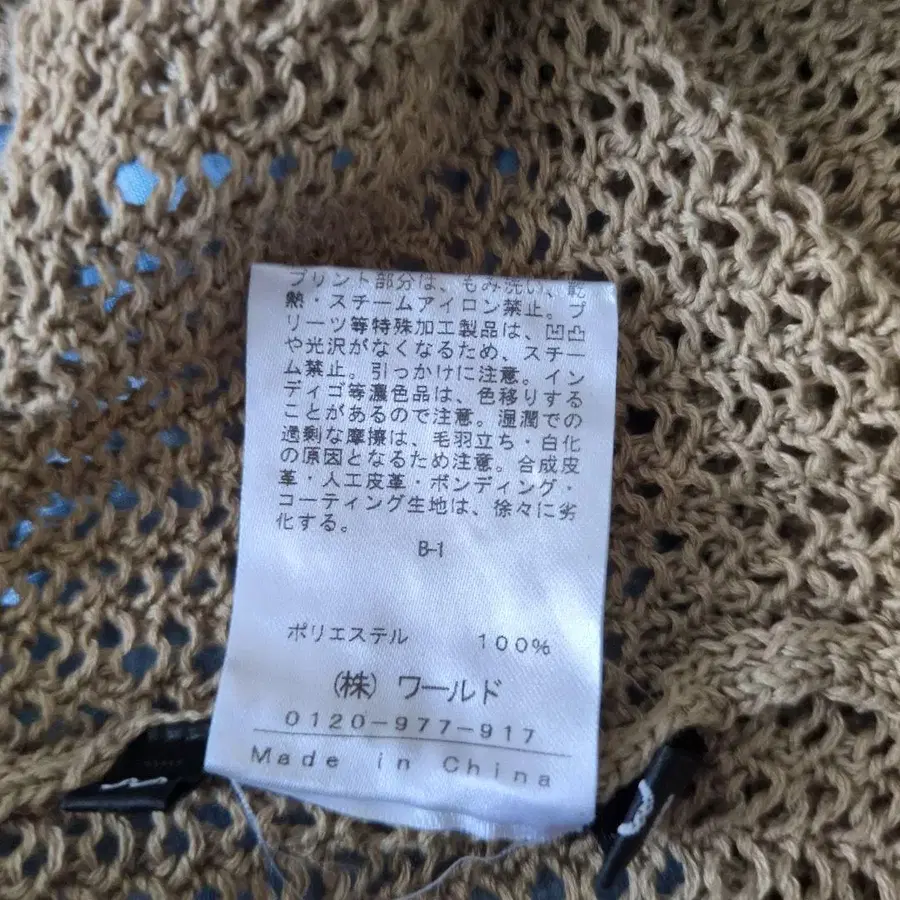 プリント部分は、もみ洗い、乾
熱・スチームアイロン禁止。プ
リーツ等特殊加工製品は、凹凸
や光沢がなくなるため、スチー
ム禁止。引っかけに注意。イン
ディゴ等濃色品は、色移りする
ことがあるので注意。湿潤での
過剰な摩擦は、毛羽立ち・白化
の原因となるため注意。合成皮
革・人工皮革・ボンディング・
コーティング生地は、徐々に劣
化する。
B-1
ポリエステル 100%
(株) ワールド
0120-977-917
Made in China